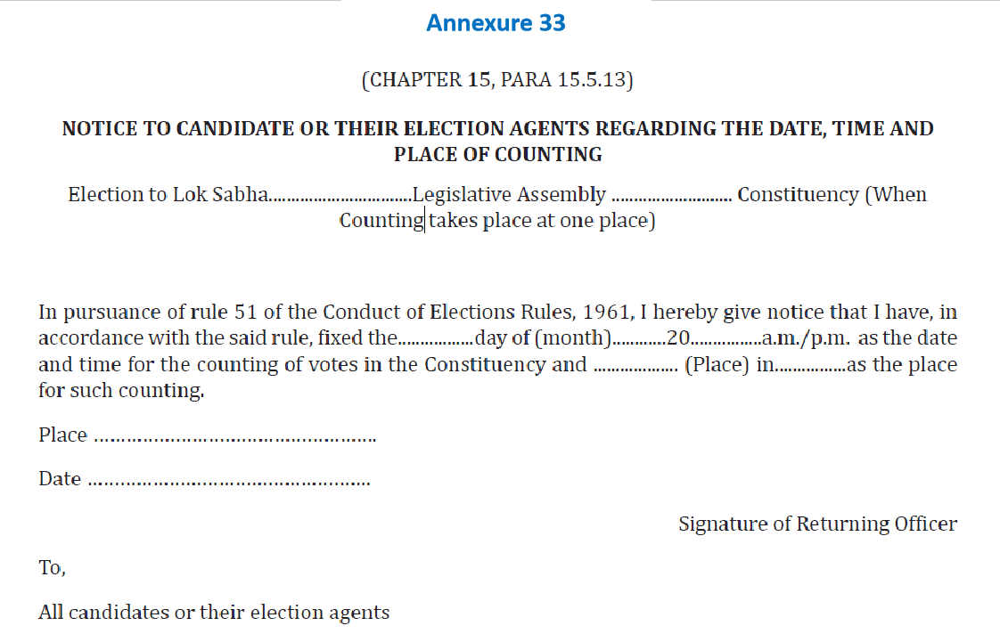 Annexure 33
(CHAPTER 15, PARA 15.5.13)
NOTICE TO CANDIDATE OR THEIR ELECTION AGENTS REGARDING THE DATE, TIME AND
PLACE OF COUNTING
Election to Lok Sabha................................Legislative Assembly ........................... Constituency (When
Counting takes place at one place)
In pursuance of rule 51 of the Conduct of Elections Rules, 1961, I hereby give notice that I have, in
accordance with the said rule, fixed the.................day of (month)............20................a.m./p.m. as the date
and time for the counting of votes in the Constituency and ................... (Place) in................as the place
for such counting.
Place ....................................................
Date ....................................................
Signature of Returning Officer
To,
All candidates or their election agents